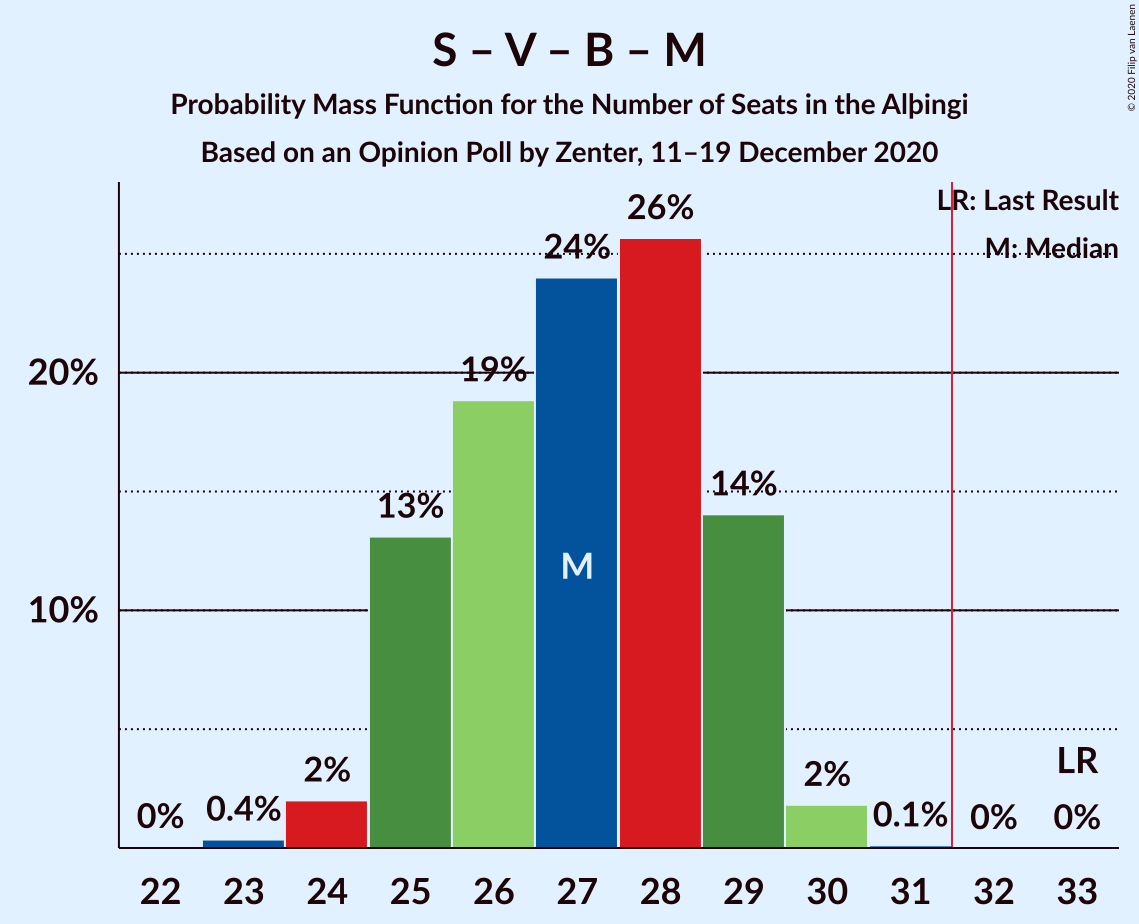 S – V – B – M
Probability Mass Function for the Number of Seats in the Alþingi
Based on an Opinion Poll by Zenter, 11–19 December 2020
© 2020 Filip van Laenen
LR: Last Result
M: Median
26%
24%
20%
19%
14%
13%
M
10%
LR
2%
2%
0%
0.4%
0.1%
0%
0%
22 23 24 25 26 27 28 29 30 31 32 33